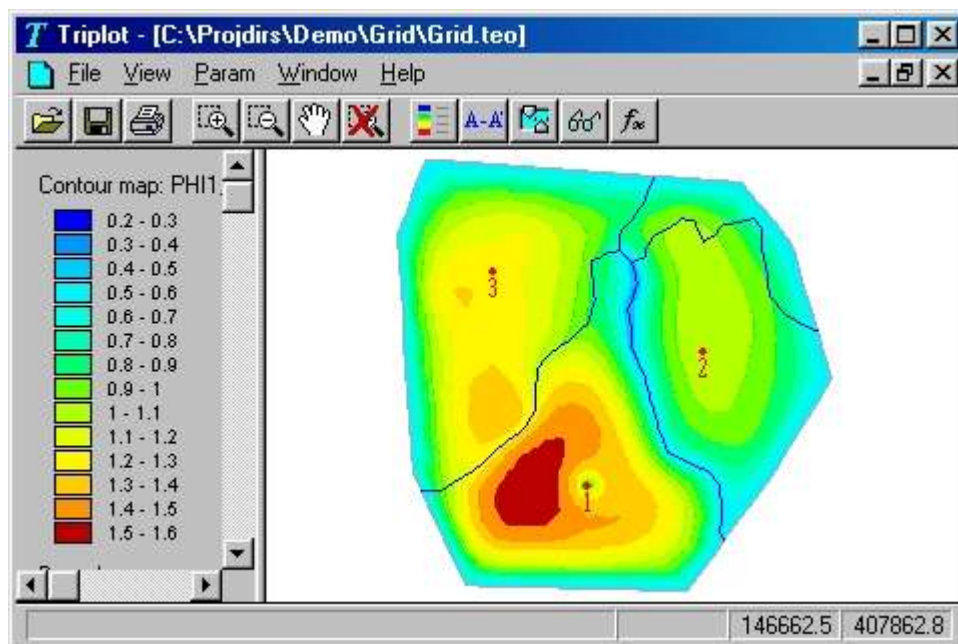 Triplot - [C:\Projdirs\Demo\Grid\Grid.teo]
File View Param Window Help
A-A'
Contour map: PHI1
0.2 - 0.3
0.3 - 0.4
0.4 - 0.5
0.5 - 0.6
0.6 - 0.7
0.7 - 0.8
0.8 - 0.9
0.9 - 1
1 - 1.1
1.1 - 1.2
1.2 - 1.3
1.3 - 1.4
1.4 - 1.5
1.5 - 1.6
3
2
1
146662.5 407862.8